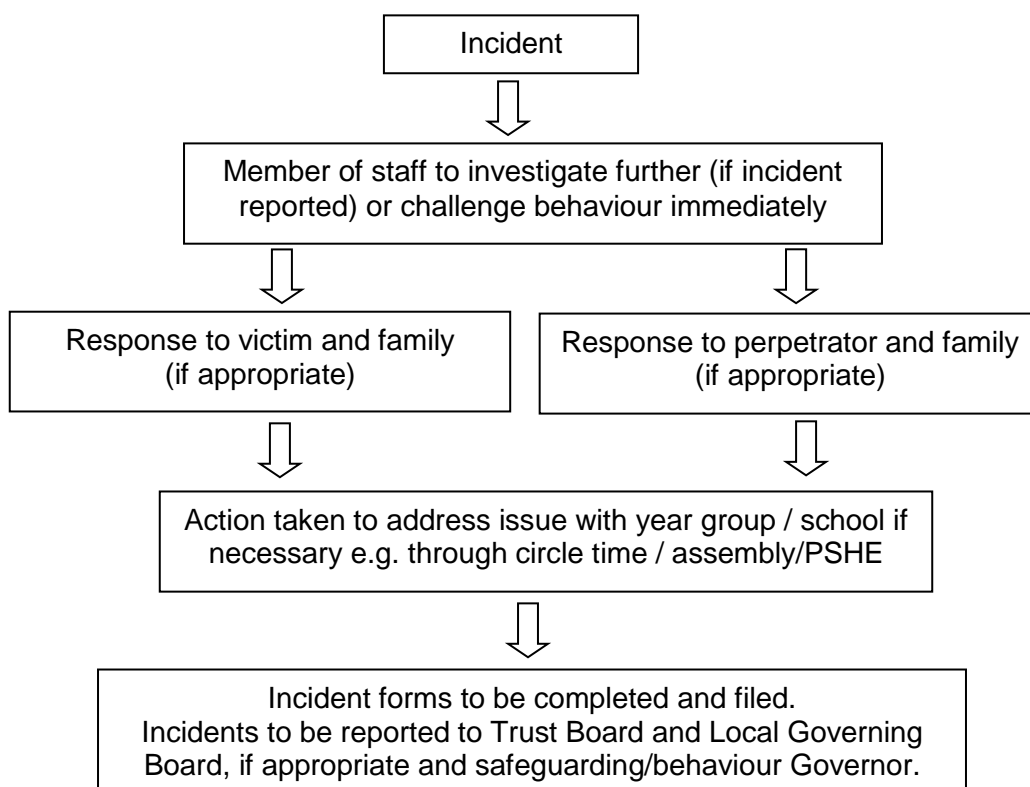 Incident
Member of staff to investigate further (if incident
reported) or challenge behaviour immediately
Response to victim and family
(if appropriate)
Response to perpetrator and family
(if appropriate)
Action taken to address issue with year group / school if
necessary e.g. through circle time / assembly/PSHE
Incident forms to be completed and filed.
Incidents to be reported to Trust Board and Local Governing
Board, if appropriate and safeguarding/behaviour Governor.